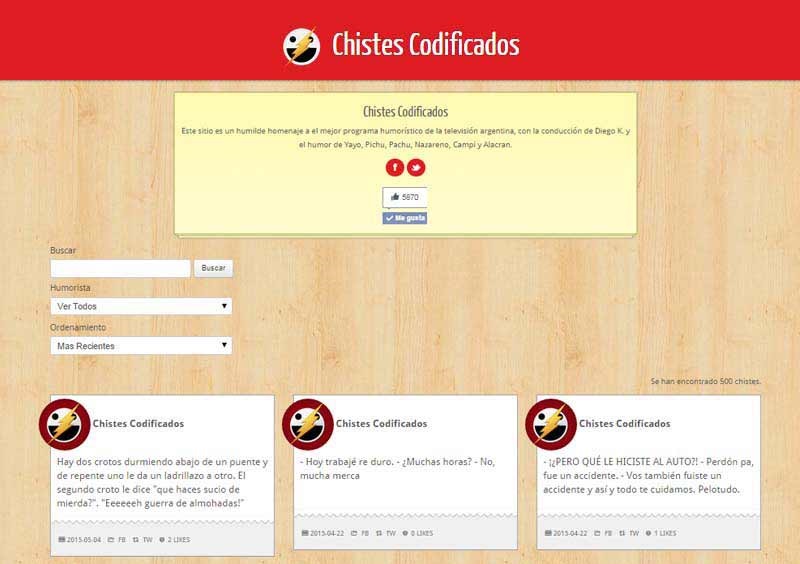 Chistes Codificados
Chistes Codificados
Este sitio es un humilde homenaje a el mejor programa humorístico de la televisión argentina, con la conducción de Diego K. y
el humor de Yayo, Pichu, Pachu, Nazareno, Campi y Alacran.
5870
Me gusta
Buscar
Buscar
Humorista
Ver Todos
Ordenamiento
Mas Recientes
Se han encontrado 500 chistes.
Chistes Codificados
Hay dos crotos durmiendo abajo de un puente y
de repente uno le da un ladrillazo a otro. El
segundo croto le dice "que haces sucio de
mierda?". "Eeeeeeh guerra de almohadas!"
2015-05-04 FB TW 2 LIKES
Chistes Codificados
- Hoy trabajé re duro. - ¿Muchas horas? - No,
mucha merca
2015-04-22 FB TW 0 LIKES
Chistes Codificados
- ¡¿PERO QUÉ LE HICISTE AL AUTO?! - Perdón pa,
fue un accidente. - Vos también fuiste un
accidente y así y todo te cuidamos. Pelotudo.
2015-04-22 FB TW 1 LIKES